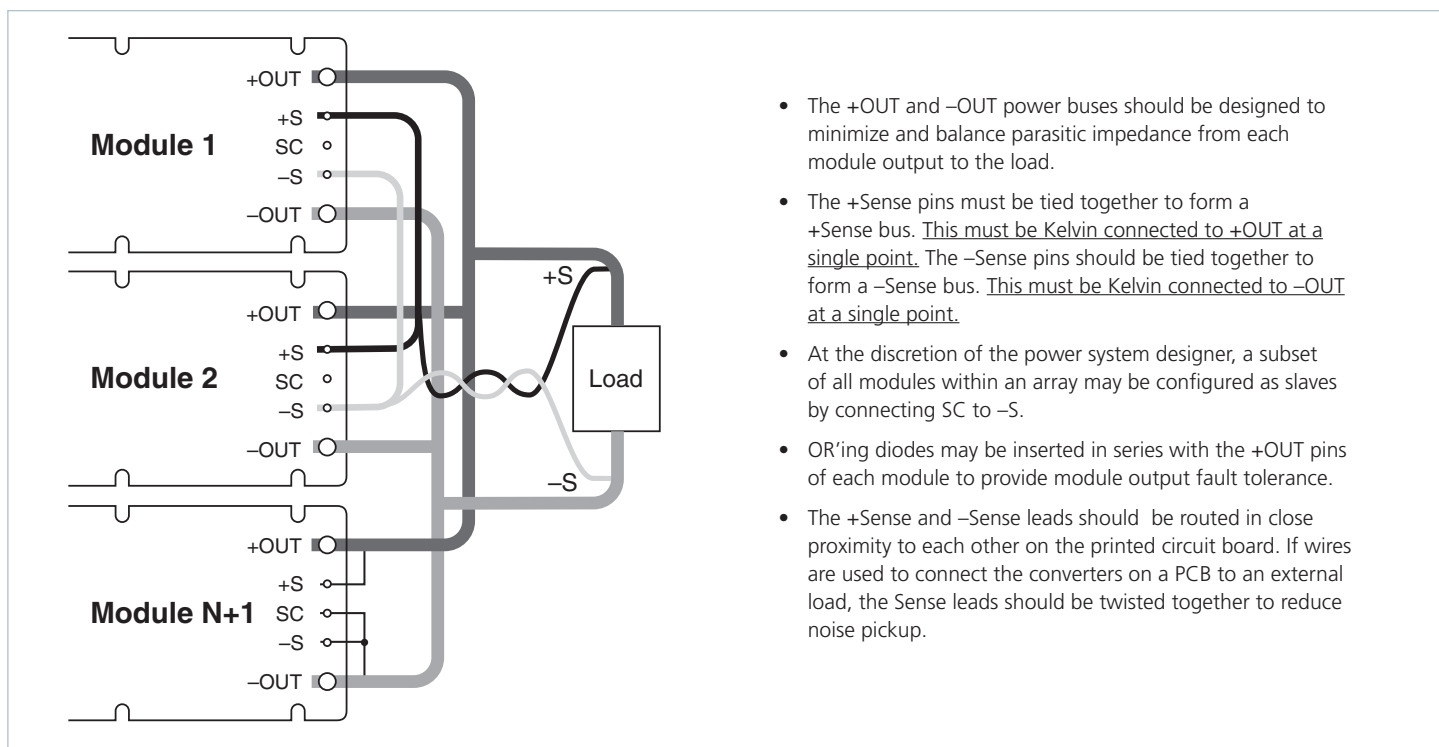 +OUT
+S
Module 1
SC
–S
–OUT
+OUT
+S
Module 2
SC
–S
–OUT
+OUT
+S
Module N+1
SC
–S
–OUT
+S
Load
–S
• The +OUT and –OUT power buses should be designed to
minimize and balance parasitic impedance from each
module output to the load.
• The +Sense pins must be tied together to form a
+Sense bus. This must be Kelvin connected to +OUT at a
single point. The –Sense pins should be tied together to
form a –Sense bus. This must be Kelvin connected to –OUT
at a single point.
• At the discretion of the power system designer, a subset
of all modules within an array may be configured as slaves
by connecting SC to –S.
• OR'ing diodes may be inserted in series with the +OUT pins
of each module to provide module output fault tolerance.
• The +Sense and –Sense leads should  be routed in close
proximity to each other on the printed circuit board. If wires
are used to connect the converters on a PCB to an external
load, the Sense leads should be twisted together to reduce
noise pickup.